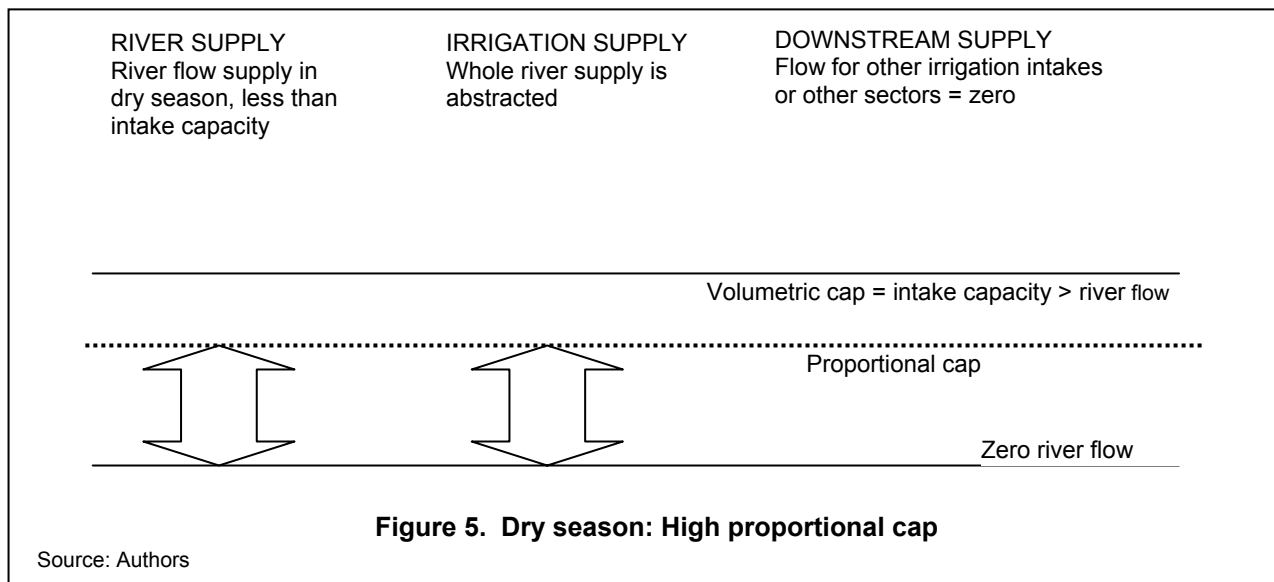 RIVER SUPPLY
River flow supply in
dry season, less than
intake capacity
IRRIGATION SUPPLY
Whole river supply is
abstracted
DOWNSTREAM SUPPLY
Flow for other irrigation intakes
or other sectors = zero
Volumetric cap = intake capacity > river flow
Proportional cap
Zero river flow
Figure 5. Dry season: High proportional cap
Source: Authors